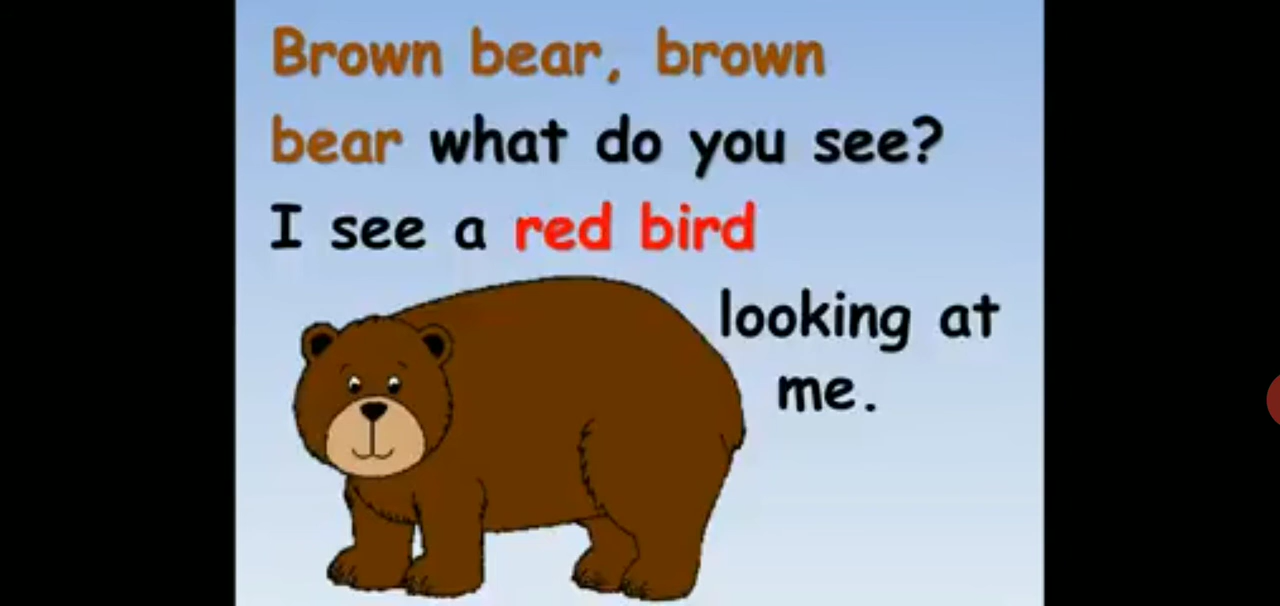 Brown bear, brown
bear what do you see?
I see a red bird
looking at
me.